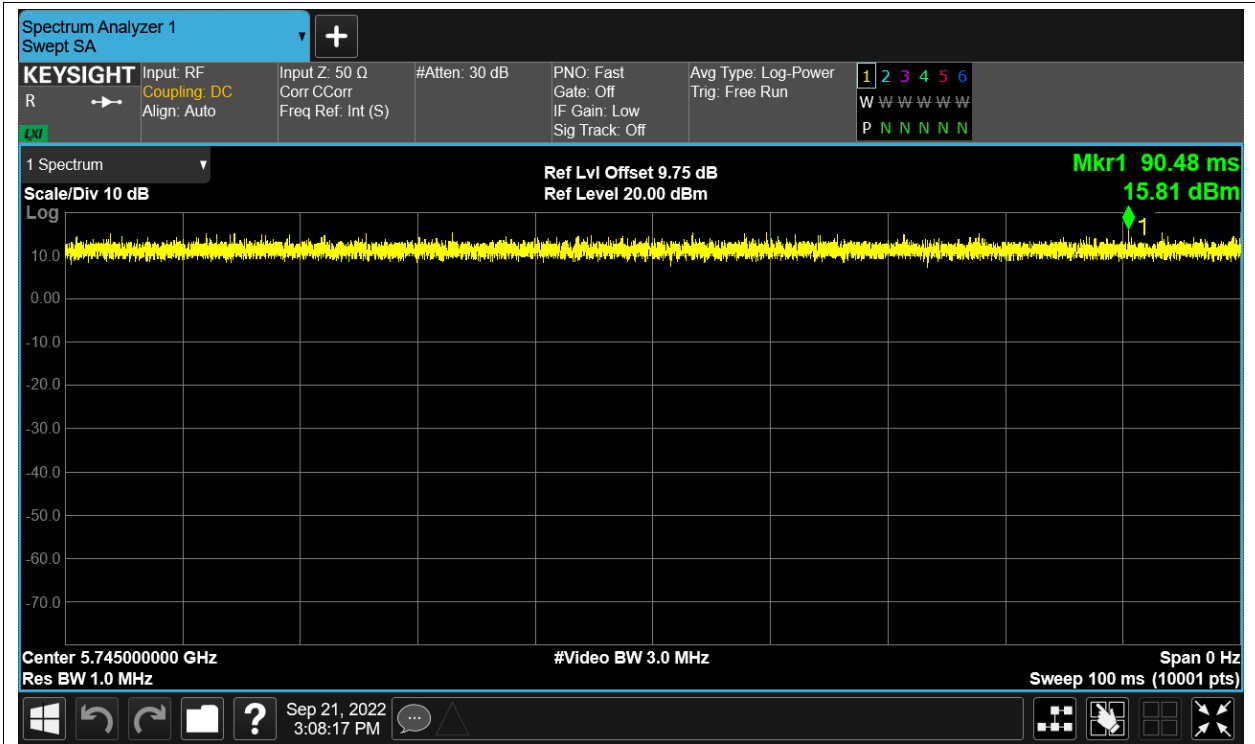 Spectrum Analyzer 1
Swept SA
KEYSIGHT
R
LXI
Input: RF
Coupling: DC
Align: Auto
Input Z: 50 Ω
Corr CCorr
Freq Ref: Int (S)
#Atten: 30 dB
PNO: Fast
Gate: Off
IF Gain: Low
Sig Track: Off
Avg Type: Log-Power
Trig: Free Run
1 2 3 4 5 6
W W W W W W
P N N N N N
1 Spectrum
Scale/Div 10 dB
Log
Ref Lvl Offset 9.75 dB
Ref Level 20.00 dBm
Mkr1 90.48 ms
15.81 dBm
1
10.0
0.00
-10.0
-20.0
-30.0
-40.0
-50.0
-60.0
-70.0
Center 5.745000000 GHz
Res BW 1.0 MHz
#Video BW 3.0 MHz
Span 0 Hz
Sweep 100 ms (10001 pts)
?
Sep 21, 2022
3:08:17 PM